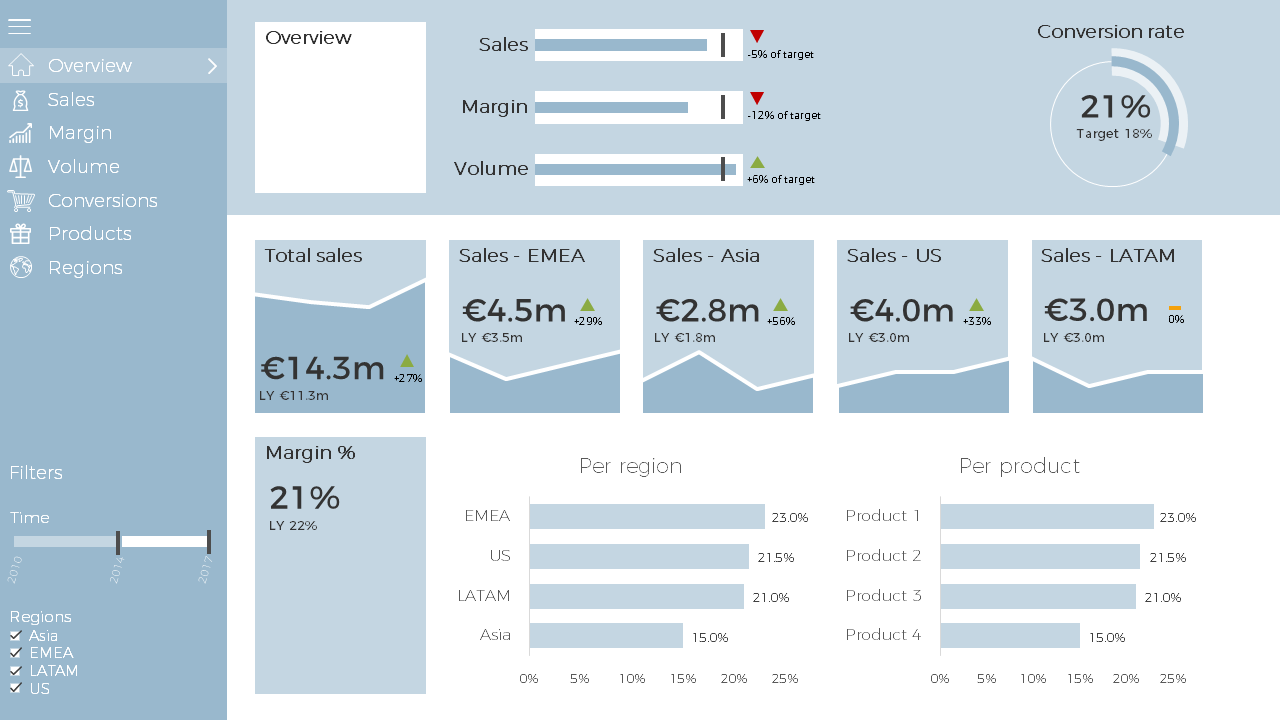 Overview
Sales
Margin
Volume
Conversions
Products
Regions
Filters
Time
2010
2014
2017
Regions
Asia
EMEA
LATAM
US
Overview
Sales
-5% of target
Margin
-12% of target
Volume
+6% of target
Conversion rate
21%
Target 18%
Total sales
€14.3m
+27%
LY €11.3m
Sales - EMEA
€4.5m
+29%
LY €3.5m
Sales - Asia
€2.8m
+56%
LY €1.8m
Sales - US
€4.0m
+33%
LY €3.0m
Sales - LATAM
€3.0m
0%
LY €3.0m
Margin %
21%
LY 22%
Per region
EMEA 23.0%
US 21.5%
LATAM 21.0%
Asia 15.0%
0% 5% 10% 15% 20% 25%
Per product
Product 1 23.0%
Product 2 21.5%
Product 3 21.0%
Product 4 15.0%
0% 5% 10% 15% 20% 25%